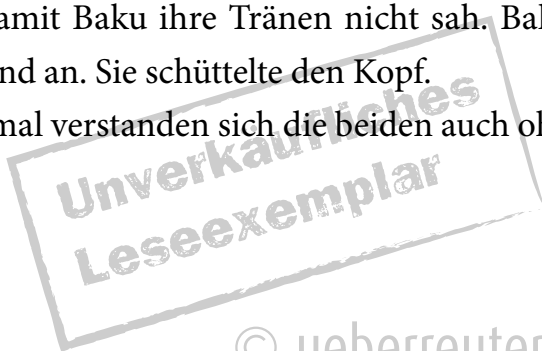 amit Baku ihre Tränen nicht sah. Bak
nd an. Sie schüttelte den Kopf.
mal verstanden sich die beiden auch oh
Unverkäufliches
Leseexemplar
© ueberreuter